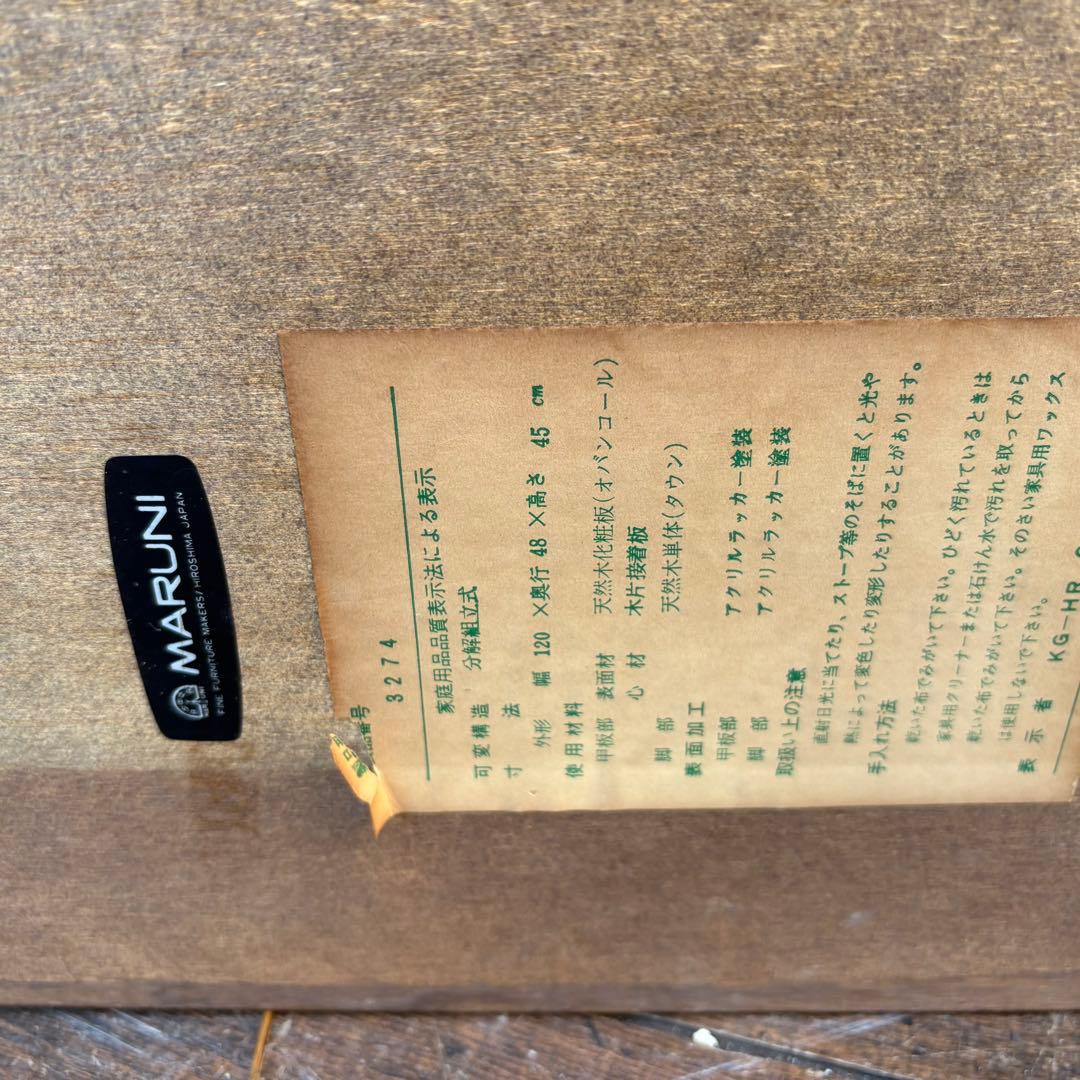 MARUNI
FINE FURNITURE MAKERS/HIROSHIMA JAPAN
番号
3274
家庭用品品質表示法による表示
可変構造 分解組立式
寸法
外形 幅 120 ×奥行 48 ×高さ 45 cm
使用材料
甲板部 表面材 天然木化粧板(オバンコール)
心材 木片接着板
脚部 天然木単体(タウン)
表面加工
甲板部 アクリルラッカー塗装
脚部 アクリルラッカー塗装
取扱い上の注意
直射日光に当てたり、ストーブ等のそばに置くと光や
熱によって変色したり変形したりすることがあります。
手入れ方法
乾いた布でみがいて下さい。ひどく汚れているときは
家具用クリーナーまたは石けん水で汚れを取ってから
乾いた布でみがいて下さい。そのさい家具用ワックス
は使用しないで下さい。
表示者 KG-HR